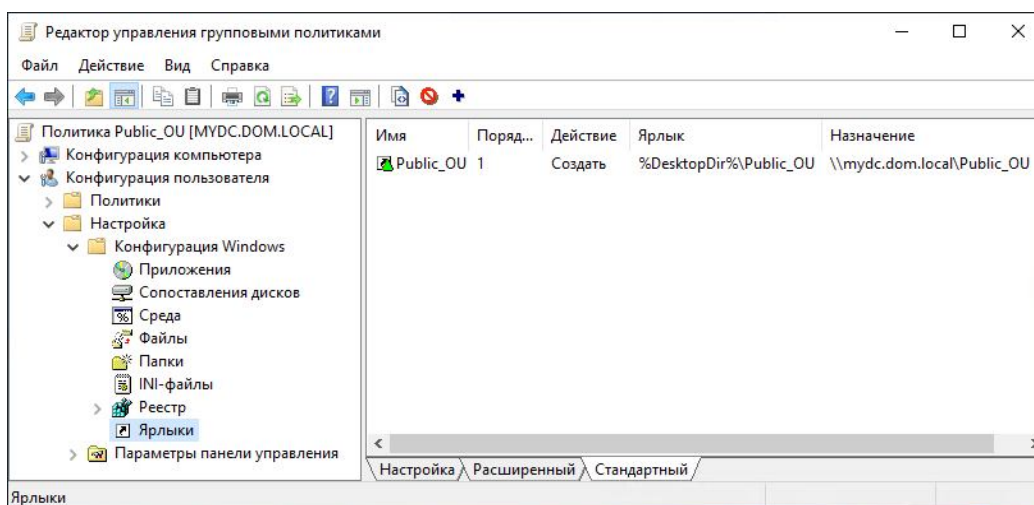 Редактор управления групповыми политиками
Файл Действие Вид Справка
Политика Public_OU [MYDC.DOM.LOCAL]
Конфигурация компьютера
Конфигурация пользователя
Политики
Настройка
Конфигурация Windows
Приложения
Сопоставления дисков
Среда
Файлы
Папки
INI-файлы
Реестр
Ярлыки
Параметры панели управления
Имя Поряд... Действие Ярлык Назначение
Public_OU 1 Создать %DesktopDir%\Public_OU \\mydc.dom.local\Public_OU
Настройка Расширенный Стандартный
Ярлыки